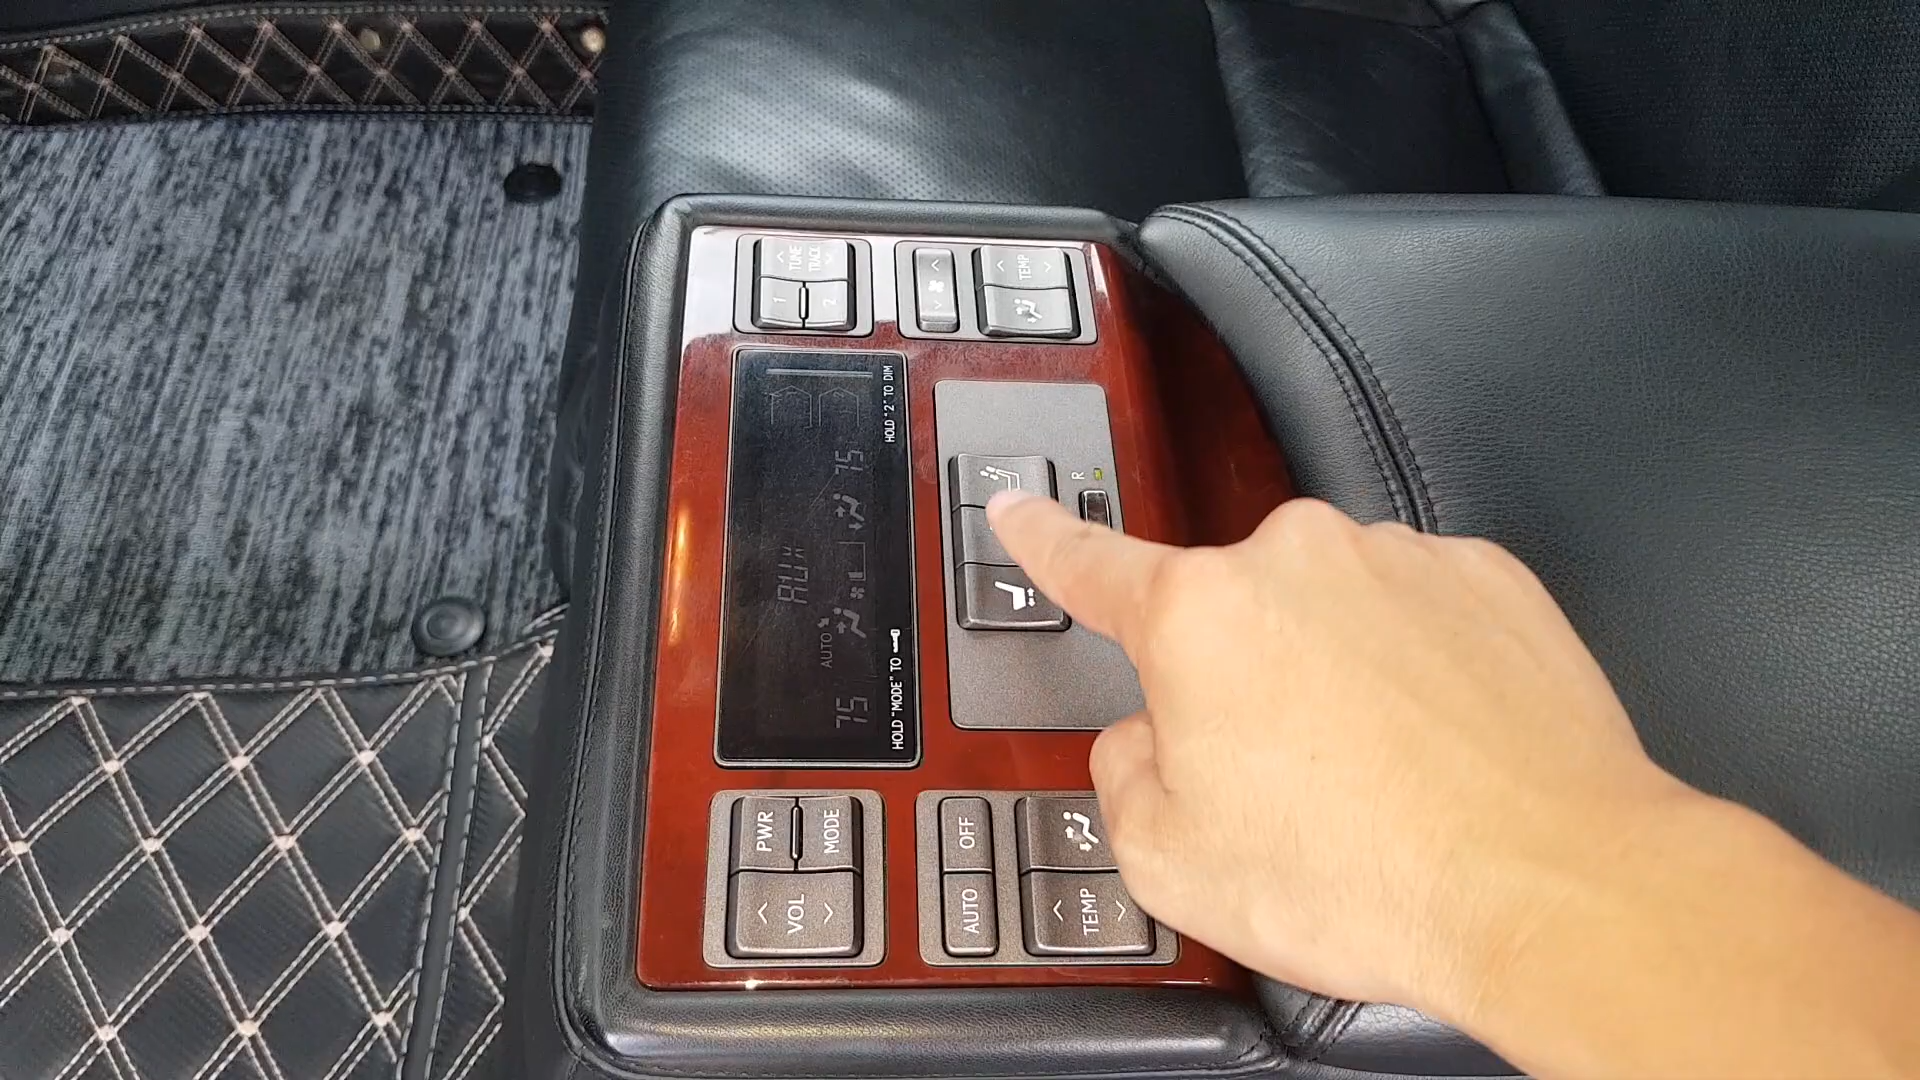 TUNE
TRACK
1
2
TEMP
HOLD "2" TO DIM
75
AUX
AUTO
75
HOLD "MODE" TO
R
PWR
MODE
VOL
OFF
AUTO
TEMP